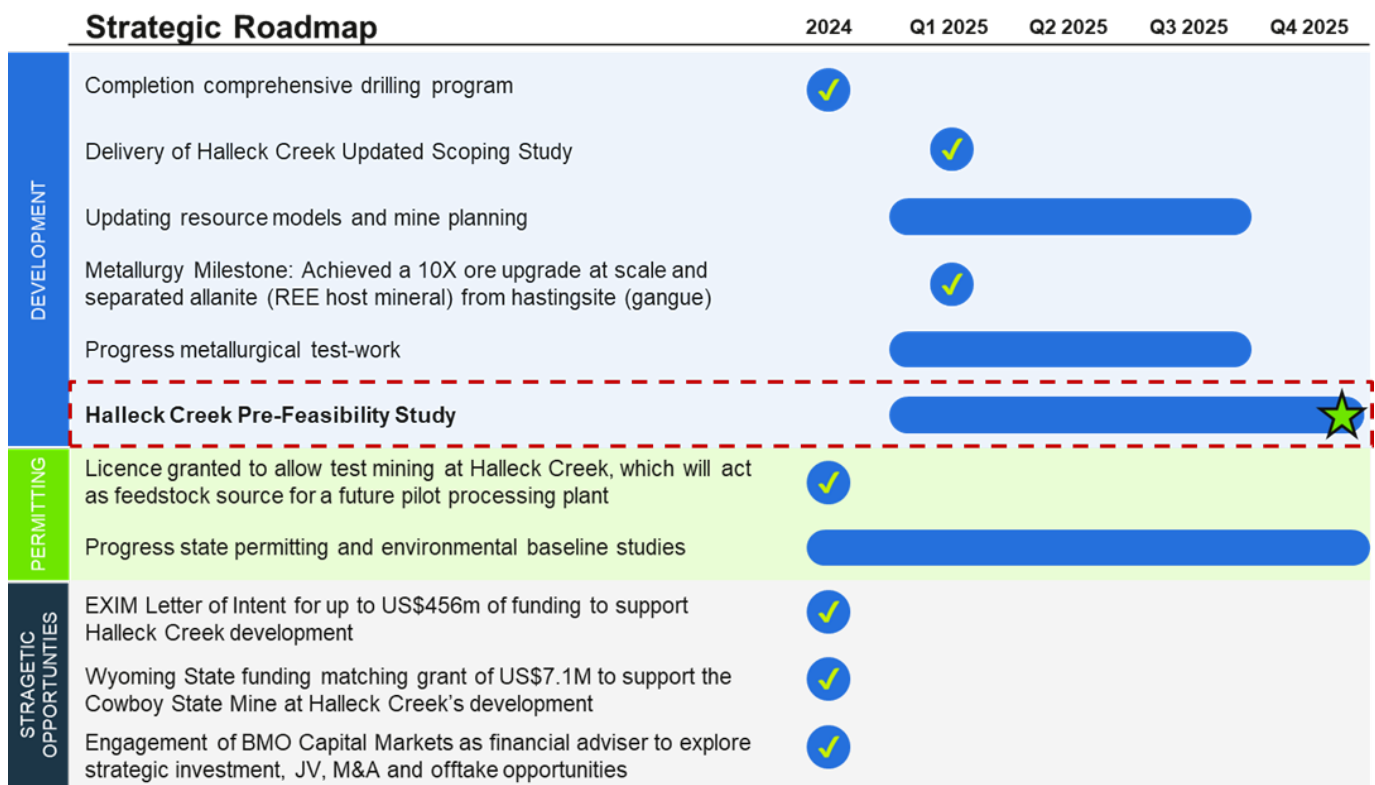 Strategic Roadmap 2024 Q1 2025 Q2 2025 Q3 2025 Q4 2025
DEVELOPMENT
Completion comprehensive drilling program
Delivery of Halleck Creek Updated Scoping Study
Updating resource models and mine planning
Metallurgy Milestone: Achieved a 10X ore upgrade at scale and
separated allanite (REE host mineral) from hastingsite (gangue)
Progress metallurgical test-work
Halleck Creek Pre-Feasibility Study
PERMITTING
Licence granted to allow test mining at Halleck Creek, which will act
as feedstock source for a future pilot processing plant
Progress state permitting and environmental baseline studies
STRAGETIC
OPPORTUNTIES
EXIM Letter of Intent for up to US$456m of funding to support
Halleck Creek development
Wyoming State funding matching grant of US$7.1M to support the
Cowboy State Mine at Halleck Creek’s development
Engagement of BMO Capital Markets as financial adviser to explore
strategic investment, JV, M&A and offtake opportunities